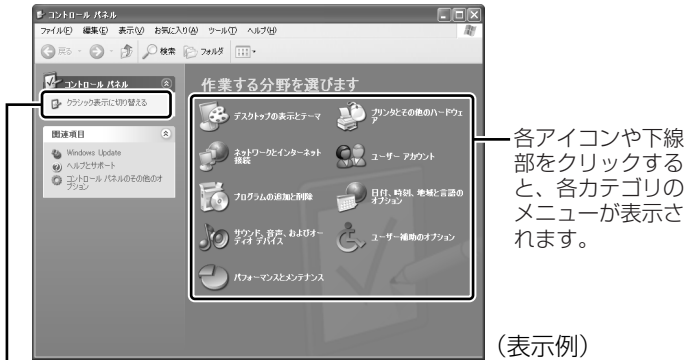 コントロール パネル
ファイル(F) 編集(E) 表示(V) お気に入り(A) ツール(T) ヘルプ(H)
戻る 検索 フォルダ
コントロール パネル
クラシック表示に切り替える
関連項目
Windows Update
ヘルプとサポート
コントロール パネルのその他のオ
プション
作業する分野を選びます
デスクトップの表示とテーマ
プリンタとその他のハードウェ
ア
ネットワークとインターネット
接続
ユーザー アカウント
プログラムの追加と削除
日付、時刻、地域と言語の
オプション
サウンド、音声、およびオー
ディオ デバイス
ユーザー補助のオプション
パフォーマンスとメンテナンス
各アイコンや下線
部をクリックする
と、各カテゴリの
メニューが表示さ
れます。
(表示例)